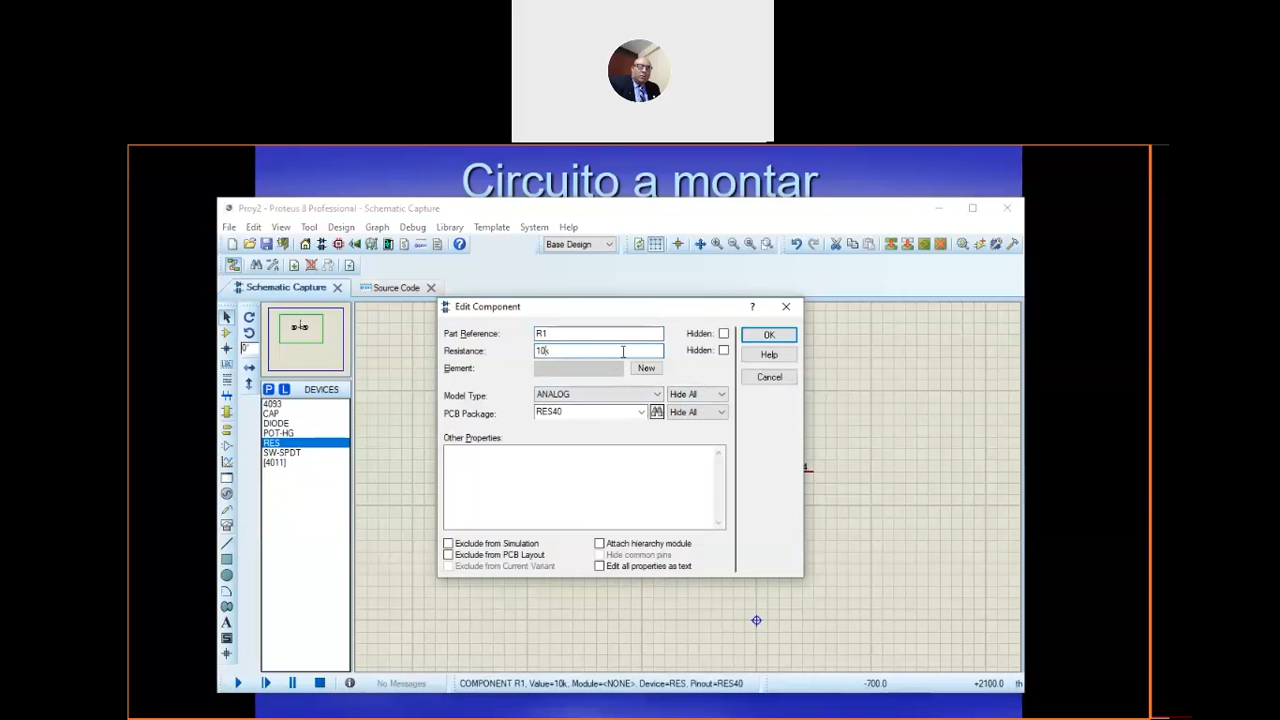 Circuito a montar
Proy2 - Proteus 8 Professional - Schematic Capture
File Edit View Tool Design Graph Debug Library Template System Help
Base Design
Schematic Capture
Source Code
Edit Component
Part Reference: R1 Hidden:
Resistance: 10k Hidden:
Element: New
Model Type: ANALOG Hide All
PCB Package: RES40 Hide All
Other Properties:
OK
Help
Cancel
Exclude from Simulation
Exclude from PCB Layout
Exclude from Current Variant
Attach hierarchy module
Hide common pins
Edit all properties as text
0°
P L DEVICES
4093
CAP
DIODE
POT-HG
RES
SW-SPDT
[4011]
4
A
No Messages COMPONENT R1, Value=10k, Module=<NONE>, Device=RES, Pinout=RES40 -700.0 +2100.0 th